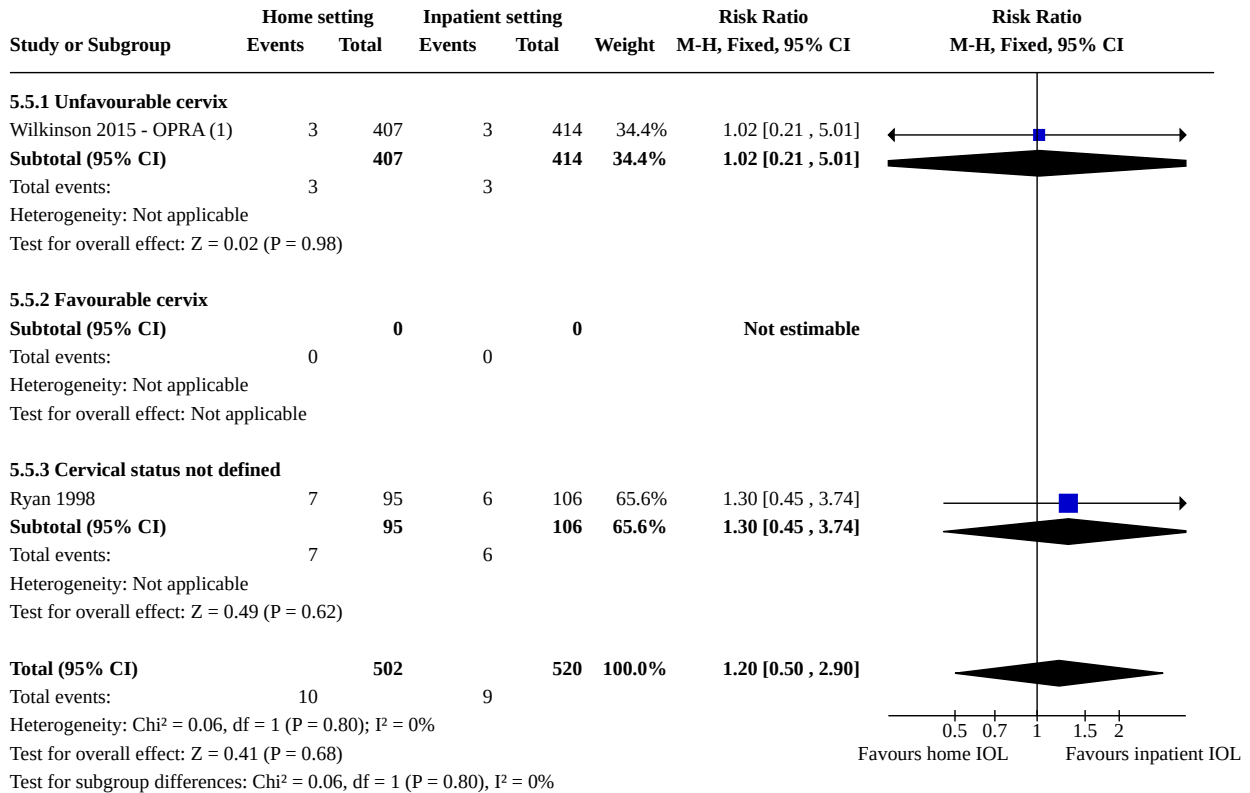 Home setting Inpatient setting Risk Ratio Risk Ratio
Study or Subgroup Events Total Events Total Weight M-H, Fixed, 95% CI M-H, Fixed, 95% CI
5.5.1 Unfavourable cervix
Wilkinson 2015 - OPRA (1) 3 407 3 414 34.4% 1.02 [0.21 , 5.01]
Subtotal (95% CI) 407 414 34.4% 1.02 [0.21 , 5.01]
Total events: 3 3
Heterogeneity: Not applicable
Test for overall effect: Z = 0.02 (P = 0.98)
5.5.2 Favourable cervix
Subtotal (95% CI) 0 0 Not estimable
Total events: 0 0
Heterogeneity: Not applicable
Test for overall effect: Not applicable
5.5.3 Cervical status not defined
Ryan 1998 7 95 6 106 65.6% 1.30 [0.45 , 3.74]
Subtotal (95% CI) 95 106 65.6% 1.30 [0.45 , 3.74]
Total events: 7 6
Heterogeneity: Not applicable
Test for overall effect: Z = 0.49 (P = 0.62)
Total (95% CI) 502 520 100.0% 1.20 [0.50 , 2.90]
Total events: 10 9
Heterogeneity: Chi² = 0.06, df = 1 (P = 0.80); I² = 0%
0.5 0.7 1 1.5 2
Test for overall effect: Z = 0.41 (P = 0.68) Favours home IOL Favours inpatient IOL
Test for subgroup differences: Chi² = 0.06, df = 1 (P = 0.80), I² = 0%